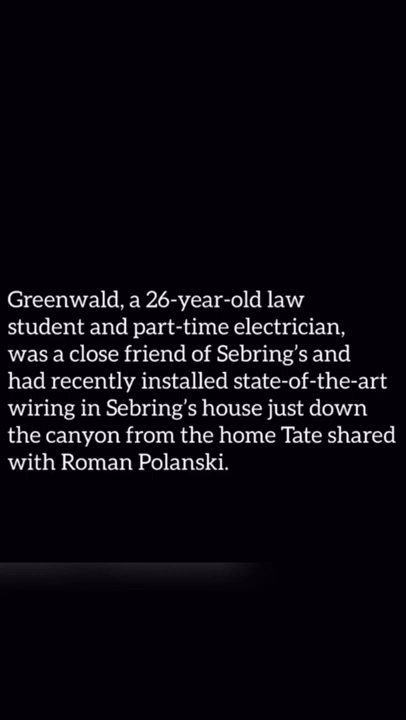 Greenwald, a 26-year-old law
student and part-time electrician,
was a close friend of Sebring’s and
had recently installed state-of-the-art
wiring in Sebring’s house just down
the canyon from the home Tate shared
with Roman Polanski.